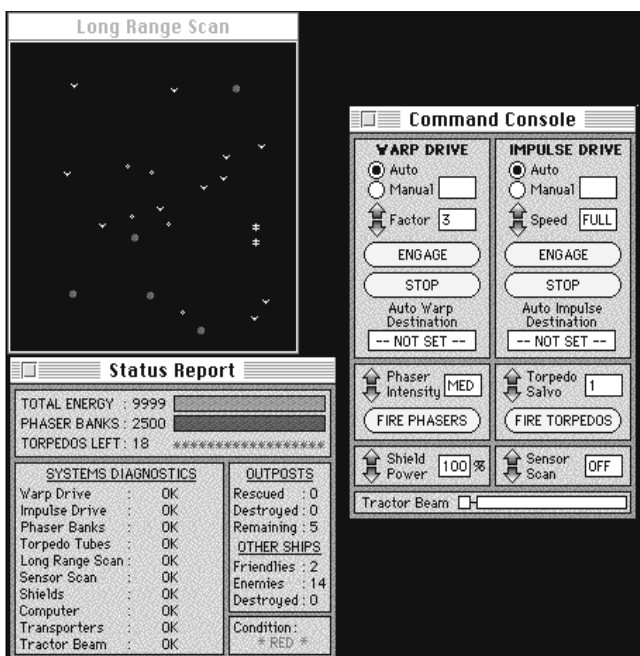 Long Range Scan
Command Console
WARP DRIVE
Auto
Manual
Factor 3
ENGAGE
STOP
Auto Warp
Destination
-- NOT SET --
IMPULSE DRIVE
Auto
Manual
Speed FULL
ENGAGE
STOP
Auto Impulse
Destination
-- NOT SET --
Phaser
Intensity MED
FIRE PHASERS
Torpedo
Salvo 1
FIRE TORPEDOS
Shield
Power 100 %
Sensor
Scan OFF
Tractor Beam
Status Report
TOTAL ENERGY : 9999
PHASER BANKS : 2500
TORPEDOS LEFT : 18 ******************
SYSTEMS DIAGNOSTICS
Warp Drive : OK
Impulse Drive : OK
Phaser Banks : OK
Torpedo Tubes : OK
Long Range Scan : OK
Sensor Scan : OK
Shields : OK
Computer : OK
Transporters : OK
Tractor Beam : OK
OUTPOSTS
Rescued : 0
Destroyed : 0
Remaining : 5
OTHER SHIPS
Friendlies : 2
Enemies : 14
Destroyed : 0
Condition :
* RED *